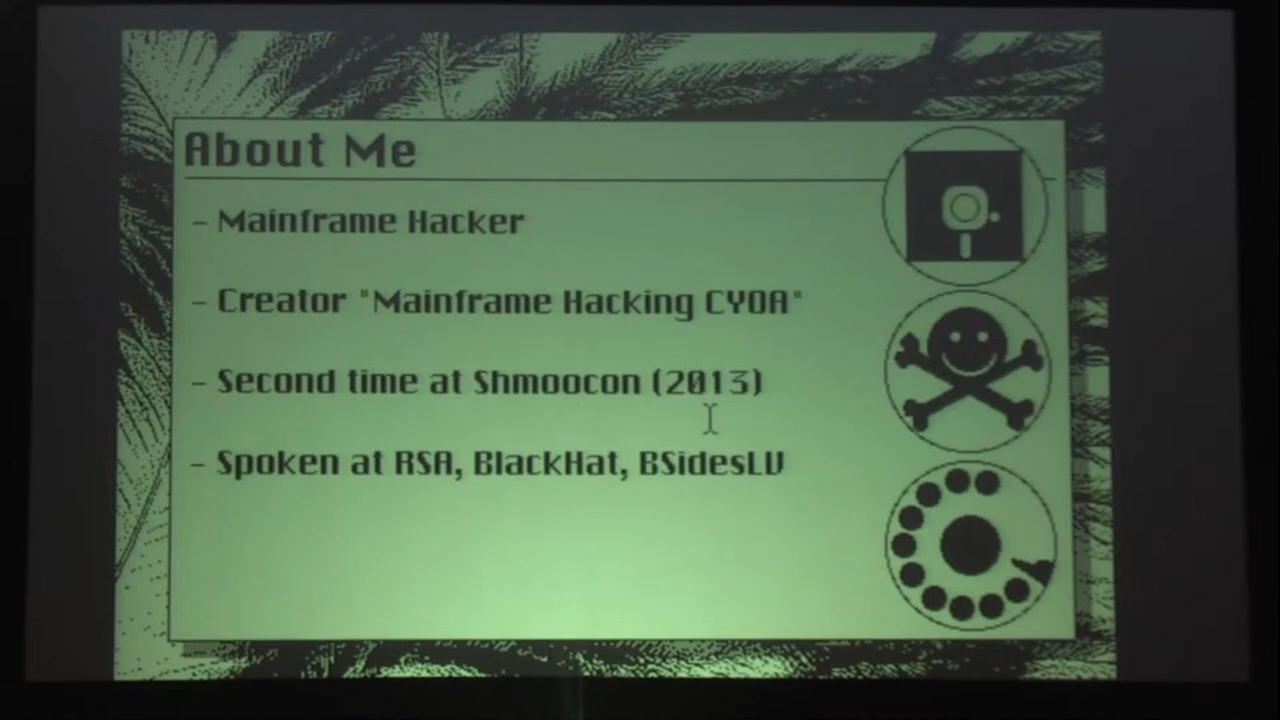 About Me
- Mainframe Hacker
- Creator "Mainframe Hacking CYOA"
- Second time at Shmoocon (2013)
- Spoken at RSA, BlackHat, BSidesLV